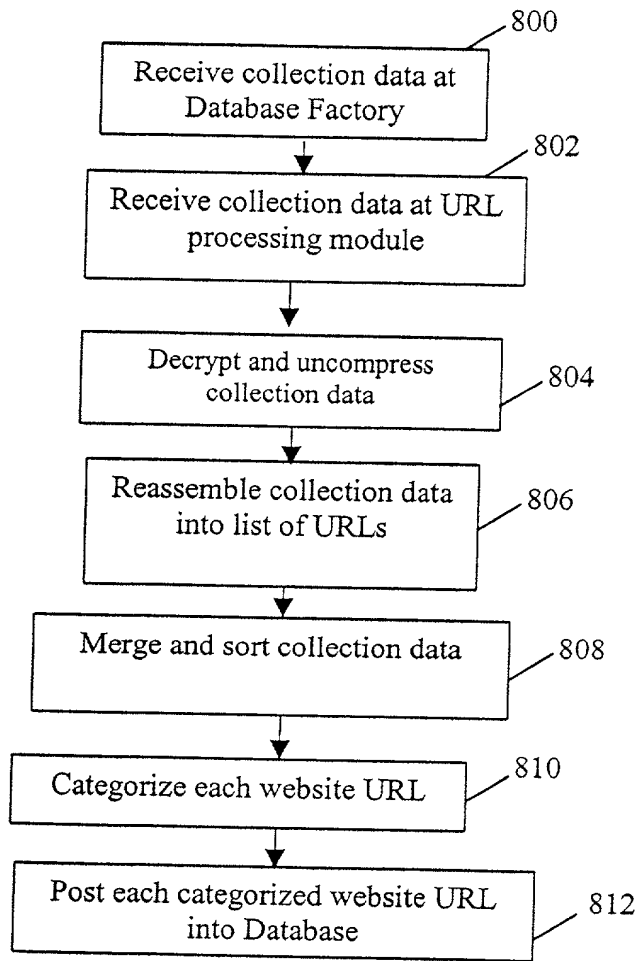 800
Receive collection data at
Database Factory
802
Receive collection data at URL
processing module
Decrypt and uncompress
collection data
804
Reassemble collection data
into list of URLs
806
Merge and sort collection data
808
Categorize each website URL
810
Post each categorized website URL
into Database
812